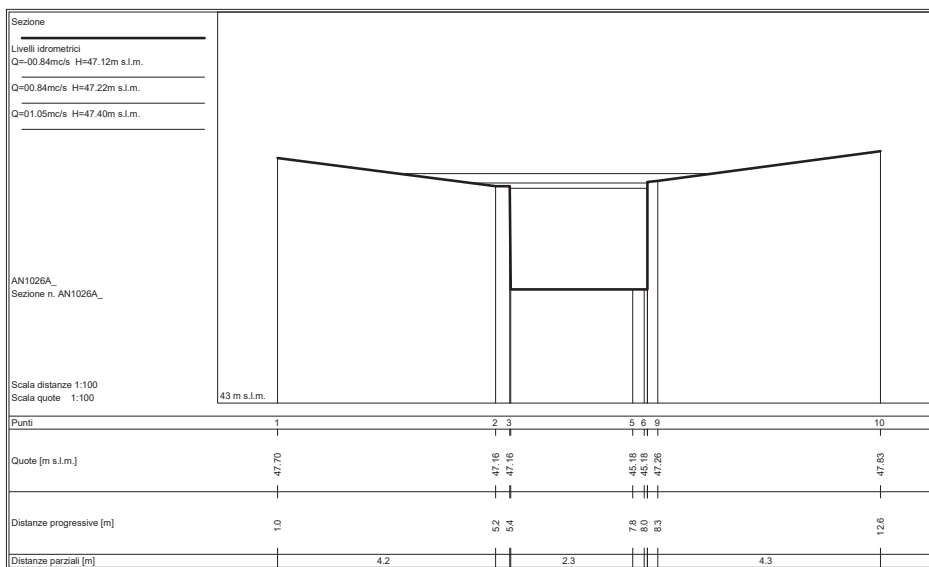 Sezione
Livelli idrometrici
Q=-00.84mc/s H=47.12m s.l.m.
Q=00.84mc/s H=47.22m s.l.m.
Q=01.05mc/s H=47.40m s.l.m.
AN1026A_
Sezione n. AN1026A_
Scala distanze 1:100
Scala quote 1:100
43 m s.l.m.
Punti 1 2 3 5 6 9 10
Quote [m s.l.m.] 47.70 47.16 47.16 45.18 45.18 47.26 47.83
Distanze progressive [m] 1.0 5.2 5.4 7.8 8.0 8.3 12.6
Distanze parziali [m] 4.2 2.3 4.3